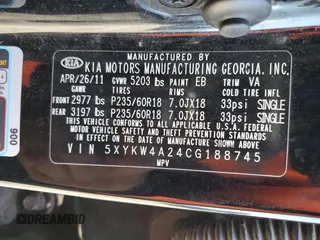 MANUFACTURED BY
KIA KIA MOTORS MANUFACTURING GEORGIA, INC.
APR/26/11 GVWR 5203 lbs PAINT EB TRIM VA
TIRES RIMS COLD TIRE
FRONT 2977 lbs P235/60R18 7.0JX18 33psi SINGLE
REAR 3197 lbs P235/60R18 7.0JX18 33psi SINGLE
THIS VEHICLE CONFORMS TO ALL APPLICABLE U.S.A. FEDERAL
MOTOR VEHICLE SAFETY AND
THEFT PREVENTION STANDARDS IN EFFECT ON THE DATE OF
MANUFACTURE SHOWN ABOVE.
VIN 5XYKW4A24CG188745
MPV
900
DREAMBID